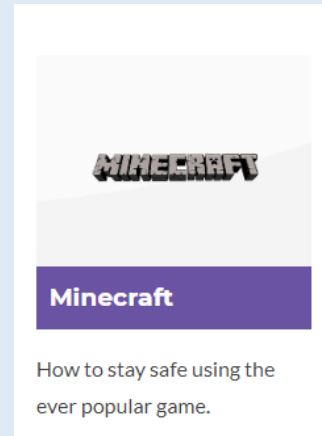 MINECRAFT
Minecraft
How to stay safe using the
ever popular game.